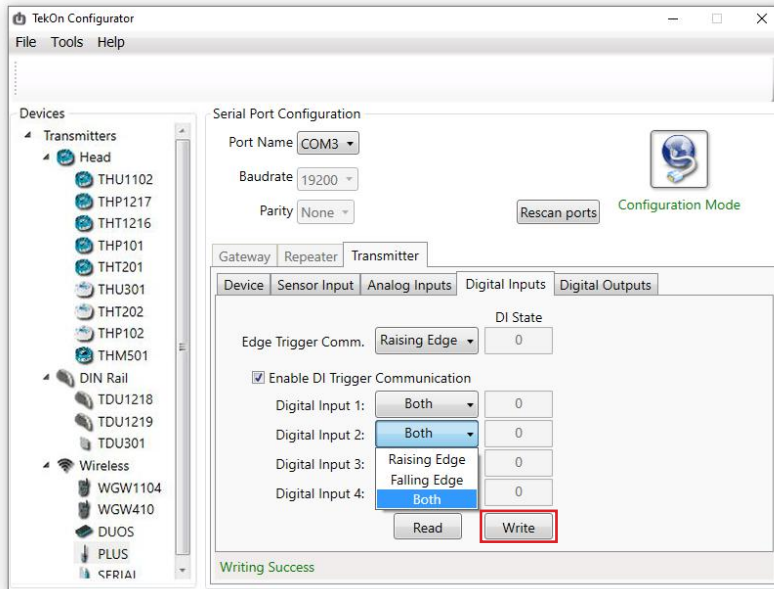 TekOn Configurator
File Tools Help
Devices
Transmitters
Head
THU1102
THP1217
THT1216
THP101
THT201
THU301
THT202
THP102
THM501
DIN Rail
TDU1218
TDU1219
TDU301
Wireless
WGW1104
WGW410
DUOS
PLUS
SERIAL
Serial Port Configuration
Port Name COM3
Baudrate 19200
Parity None
Rescan ports
Configuration Mode
Gateway Repeater Transmitter
Device Sensor Input Analog Inputs Digital Inputs Digital Outputs
DI State
Edge Trigger Comm. Raising Edge 0
Enable DI Trigger Communication
Digital Input 1: Both 0
Digital Input 2: Both 0
Digital Input 3: Raising Edge 0
Falling Edge
Digital Input 4: Both 0
Read Write
Writing Success